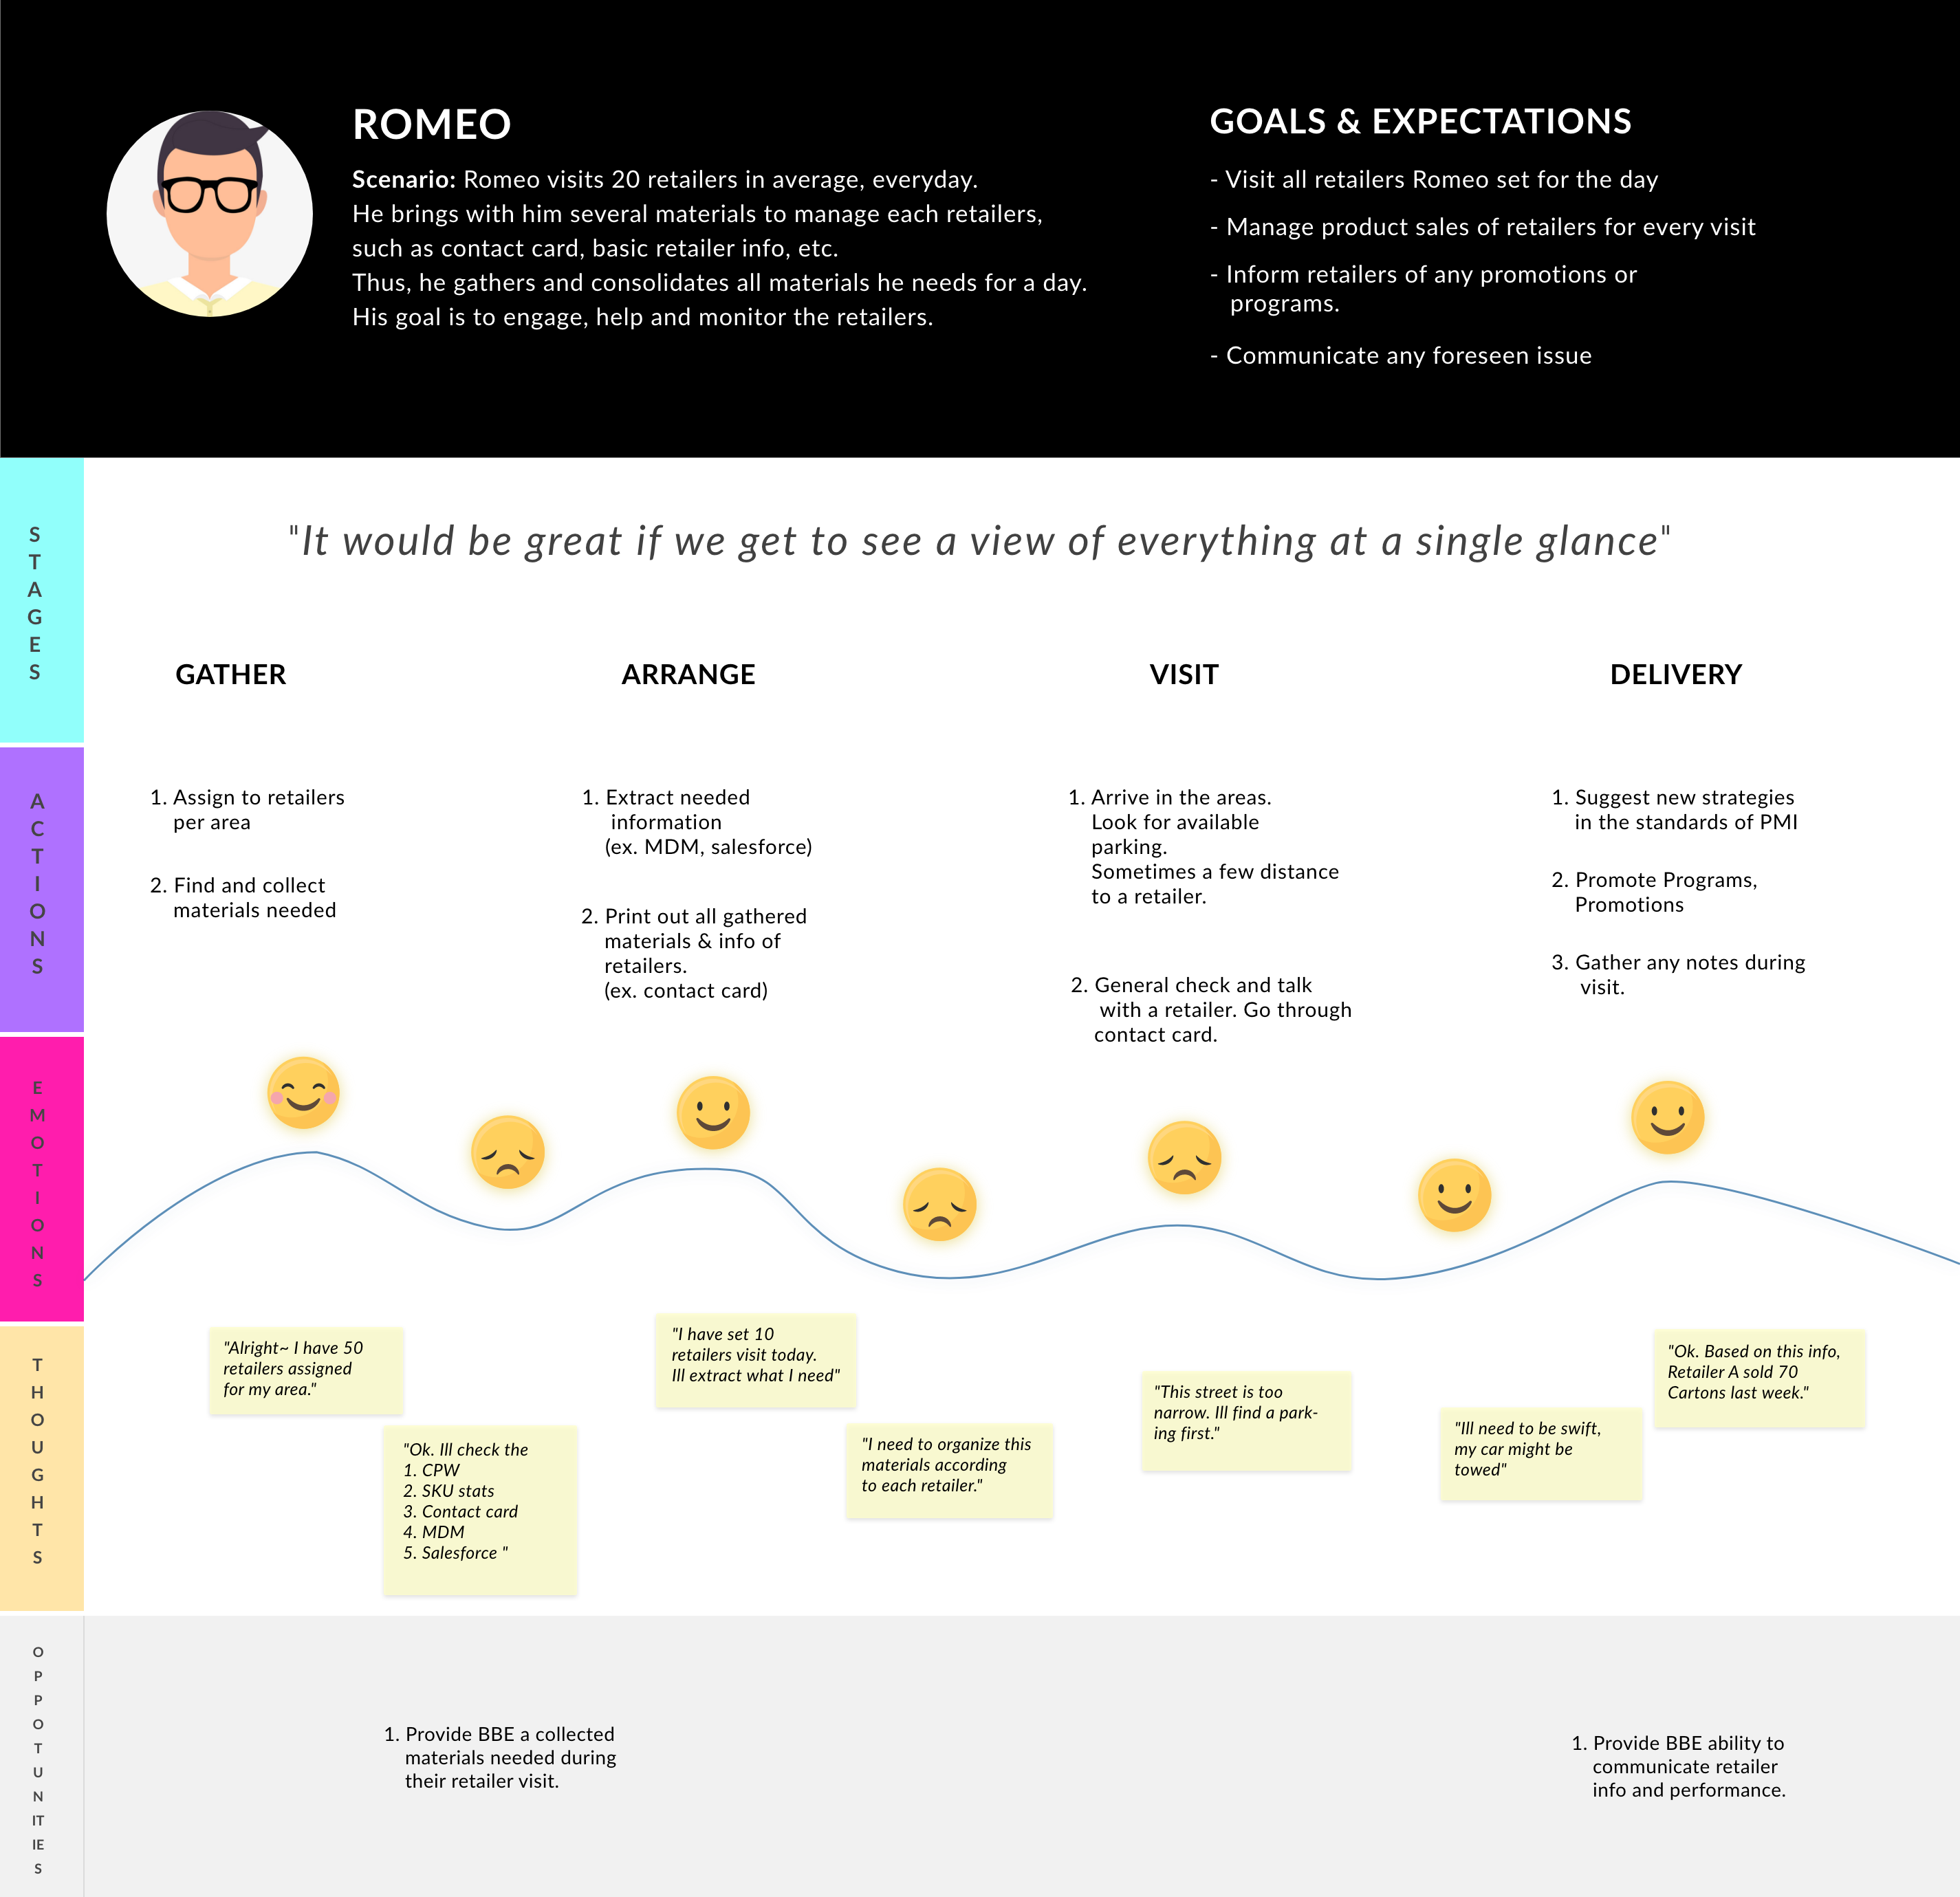 ROMEO
Scenario: Romeo visits 20 retailers in average, everyday.
He brings with him several materials to manage each retailers,
such as contact card, basic retailer info, etc.
Thus, he gathers and consolidates all materials he needs for a day.
His goal is to engage, help and monitor the retailers.
GOALS & EXPECTATIONS
- Visit all retailers Romeo set for the day
- Manage product sales of retailers for every visit
- Inform retailers of any promotions or
programs.
- Communicate any foreseen issue
STAGES
"It would be great if we get to see a view of everything at a single glance"
GATHER
ARRANGE
VISIT
DELIVERY
ACTIONS
1. Assign to retailers
per area
2. Find and collect
materials needed
1. Extract needed
information
(ex. MDM, salesforce)
2. Print out all gathered
materials & info of
retailers.
(ex. contact card)
1. Arrive in the areas.
Look for available
parking.
Sometimes a few distance
to a retailer.
2. General check and talk
with a retailer. Go through
contact card.
1. Suggest new strategies
in the standards of PMI
2. Promote Programs,
Promotions
3. Gather any notes during
visit.
EMOTIONS
THOUGHTS
"Alright~ I have 50
retailers assigned
for my area."
"Ok. Ill check the
1. CPW
2. SKU stats
3. Contact card
4. MDM
5. Salesforce "
"I have set 10
retailers visit today.
Ill extract what I need"
"I need to organize this
materials according
to each retailer."
"This street is too
narrow. Ill find a park-
ing first."
"Ill need to be swift,
my car might be
towed"
"Ok. Based on this info,
Retailer A sold 70
Cartons last week."
OPPOTUNITIES
1. Provide BBE a collected
materials needed during
their retailer visit.
1. Provide BBE ability to
communicate retailer
info and performance.